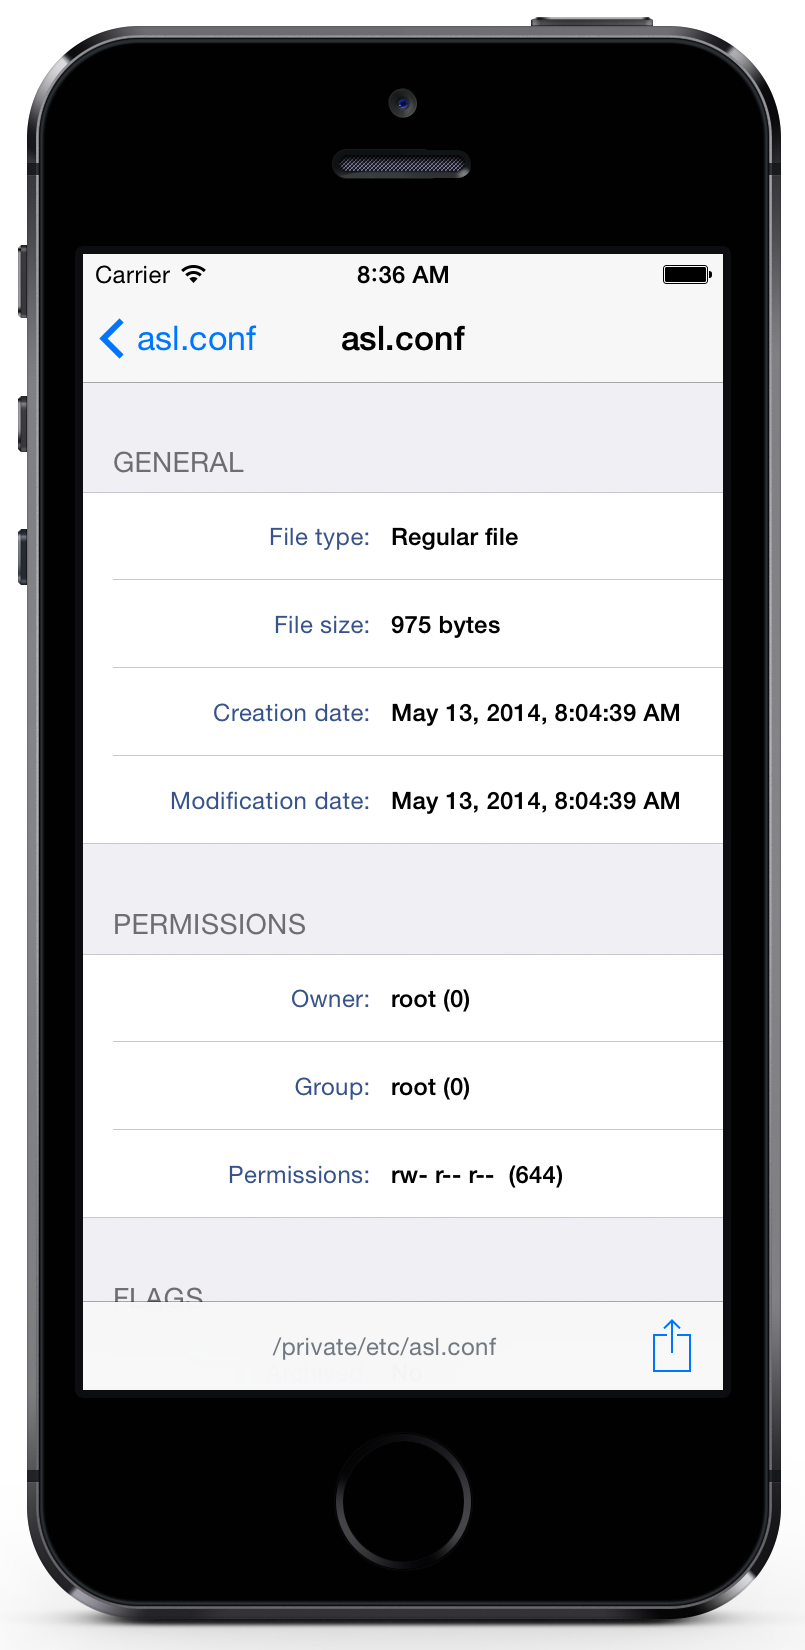 Carrier 8:36 AM
asl.conf asl.conf
GENERAL
File type: Regular file
File size: 975 bytes
Creation date: May 13, 2014, 8:04:39 AM
Modification date: May 13, 2014, 8:04:39 AM
PERMISSIONS
Owner: root (0)
Group: root (0)
Permissions: rw- r-- r-- (644)
FLAGS
/private/etc/asl.conf
No